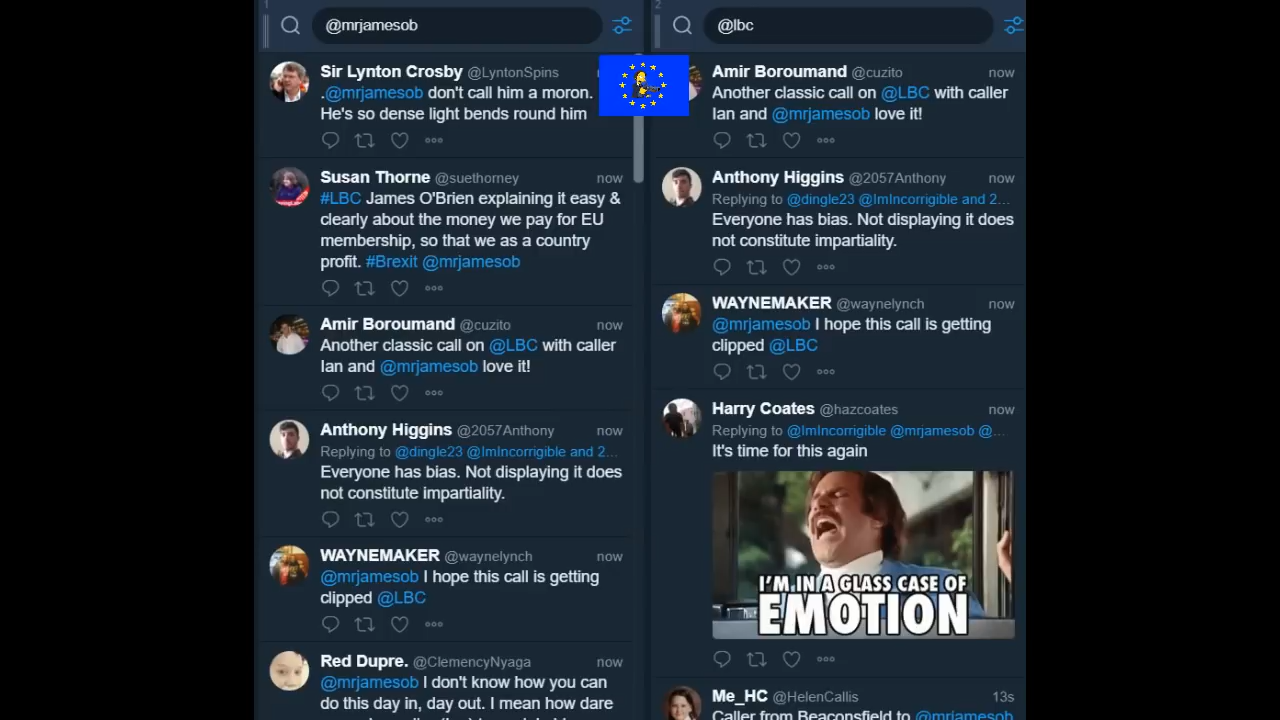 1
@mrjamesob
Sir Lynton Crosby @LyntonSpins
.@mrjamesob don't call him a moron.
He's so dense light bends round him
Susan Thorne @suethorney now
#LBC James O'Brien explaining it easy &
clearly about the money we pay for EU
membership, so that we as a country
profit. #Brexit @mrjamesob
Amir Boroumand @cuzito now
Another classic call on @LBC with caller
Ian and @mrjamesob love it!
Anthony Higgins @2057Anthony now
Replying to @dingle23 @ImIncorrigible and 2...
Everyone has bias. Not displaying it does
not constitute impartiality.
WAYNEMAKER @waynelynch now
@mrjamesob I hope this call is getting
clipped @LBC
Red Dupre. @ClemencyNyaga now
@mrjamesob I don't know how you can
do this day in, day out. I mean how dare
2
@lbc
Amir Boroumand @cuzito now
Another classic call on @LBC with caller
Ian and @mrjamesob love it!
Anthony Higgins @2057Anthony now
Replying to @dingle23 @ImIncorrigible and 2...
Everyone has bias. Not displaying it does
not constitute impartiality.
WAYNEMAKER @waynelynch now
@mrjamesob I hope this call is getting
clipped @LBC
Harry Coates @hazcoates now
Replying to @ImIncorrigible @mrjamesob @...
It's time for this again
I'M IN A GLASS CASE OF
EMOTION
Me_HC @HelenCallis 13s
Caller from Beaconsfield to @mrjamesob